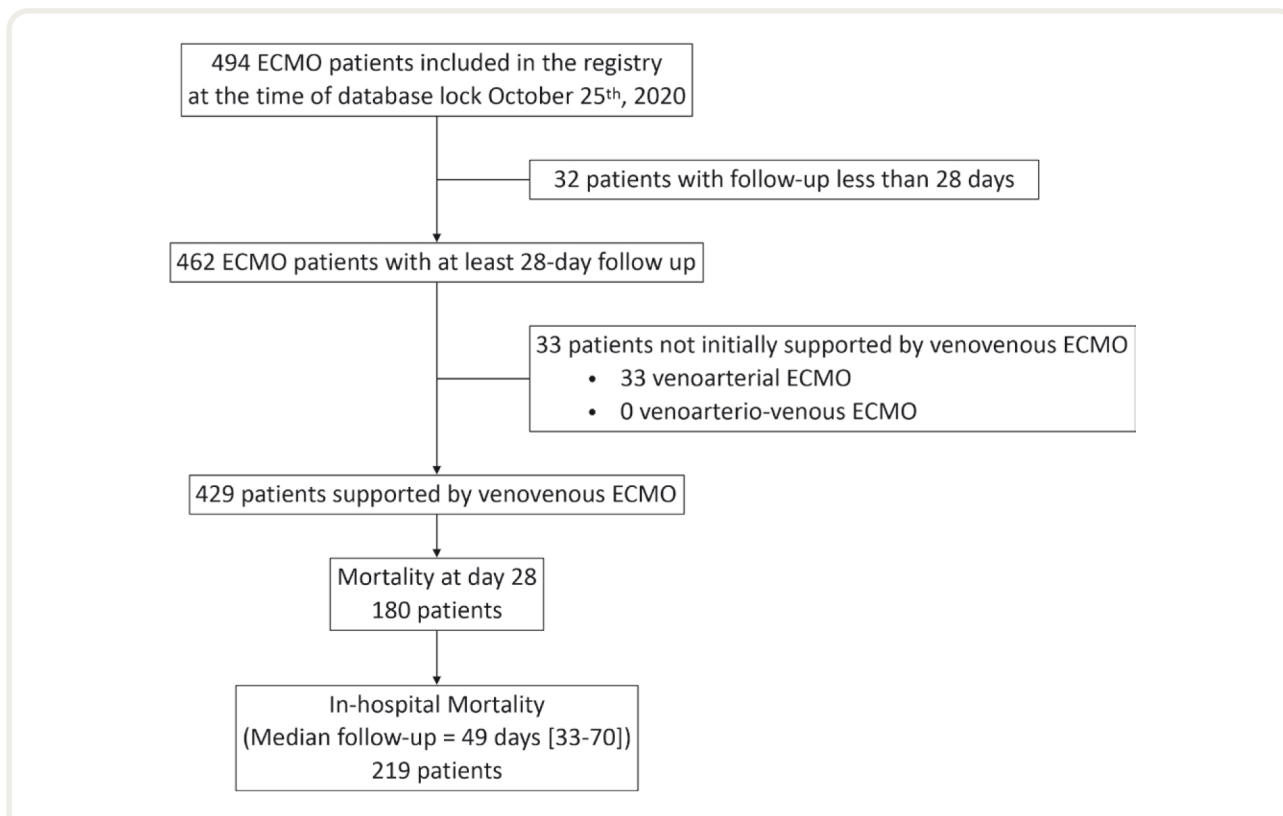 494 ECMO patients included in the registry
at the time of database lock October 25th, 2020
32 patients with follow-up less than 28 days
462 ECMO patients with at least 28-day follow up
33 patients not initially supported by venovenous ECMO
• 33 venoarterial ECMO
• 0 venoarterio-venous ECMO
429 patients supported by venovenous ECMO
Mortality at day 28
180 patients
In-hospital Mortality
(Median follow-up = 49 days [33-70])
219 patients